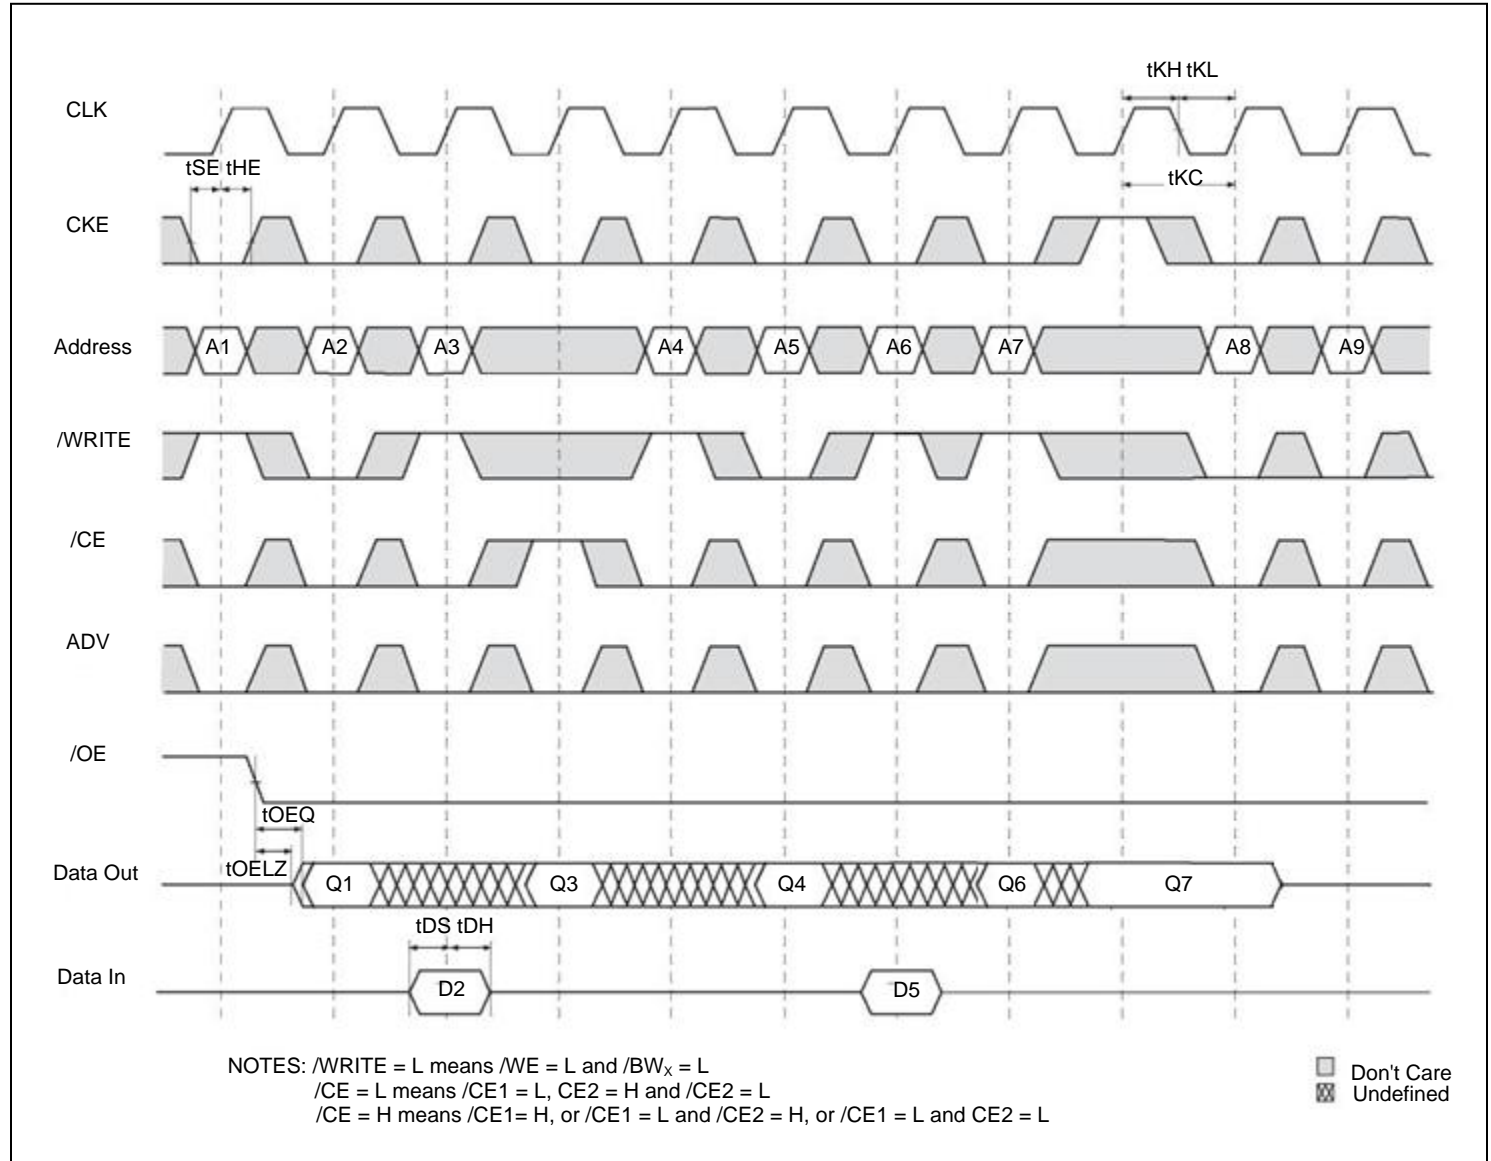 tKH tKL
CLK
tSE tHE
tKC
CKE
Address A1 A2 A3 A4 A5 A6 A7 A8 A9
/WRITE
/CE
ADV
/OE
tOEQ
tOELZ
Data Out Q1 Q3 Q4 Q6 Q7
tDS tDH
Data In D2 D5
NOTES: /WRITE = L means /WE = L and /BWX = L
/CE = L means /CE1 = L, CE2 = H and /CE2 = L
/CE = H means /CE1= H, or /CE1 = L and /CE2 = H, or /CE1 = L and CE2 = L
Don't Care
Undefined